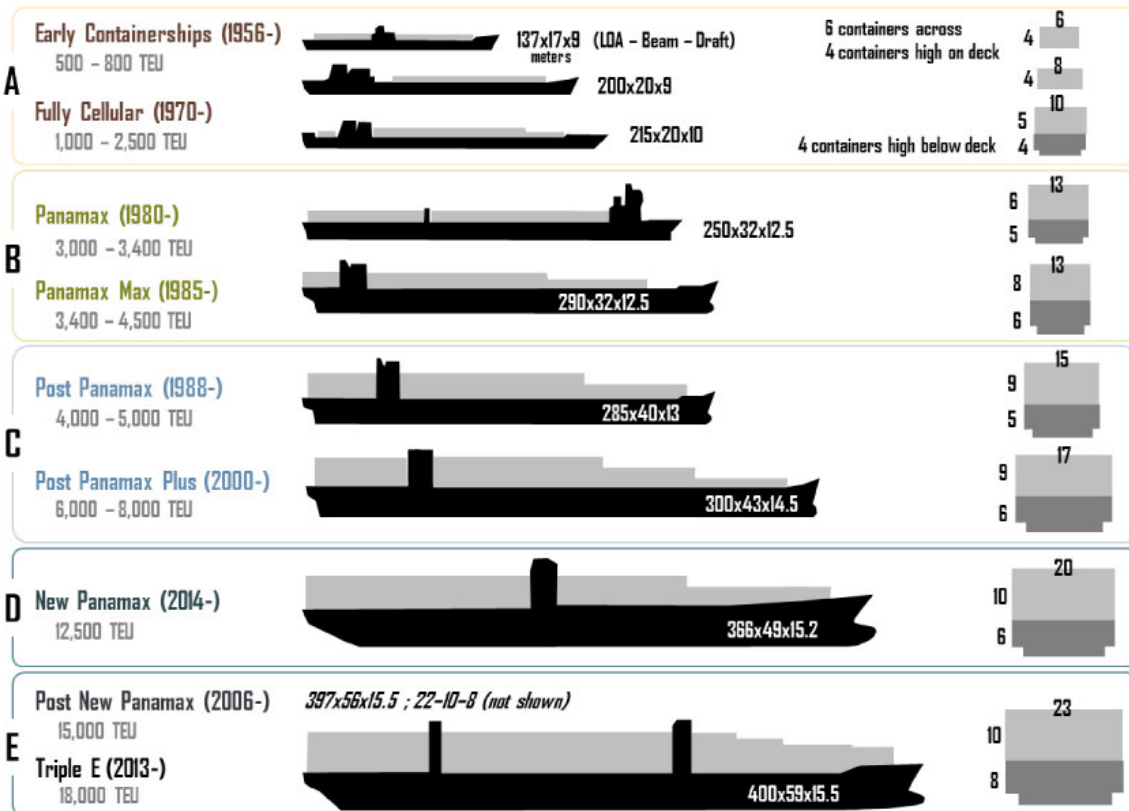 A
Early Containerships (1956-)
500 – 800 TEU
137x17x9 (LOA – Beam – Draft)
meters
200x20x9
6 containers across
4 containers high on deck
6
4
8
4
Fully Cellular (1970-)
1,000 – 2,500 TEU
215x20x10
4 containers high below deck
10
5
4
B
Panamax (1980-)
3,000 – 3,400 TEU
250x32x12.5
13
6
5
Panamax Max (1985-)
3,400 – 4,500 TEU
290x32x12.5
13
8
6
C
Post Panamax (1988-)
4,000 – 5,000 TEU
285x40x13
15
9
5
Post Panamax Plus (2000-)
6,000 – 8,000 TEU
300x43x14.5
17
9
6
D
New Panamax (2014-)
12,500 TEU
366x49x15.2
20
10
6
E
Post New Panamax (2006-)
15,000 TEU
397x56x15.5 ; 22–10–8 (not shown)
Triple E (2013-)
18,000 TEU
400x59x15.5
23
10
8